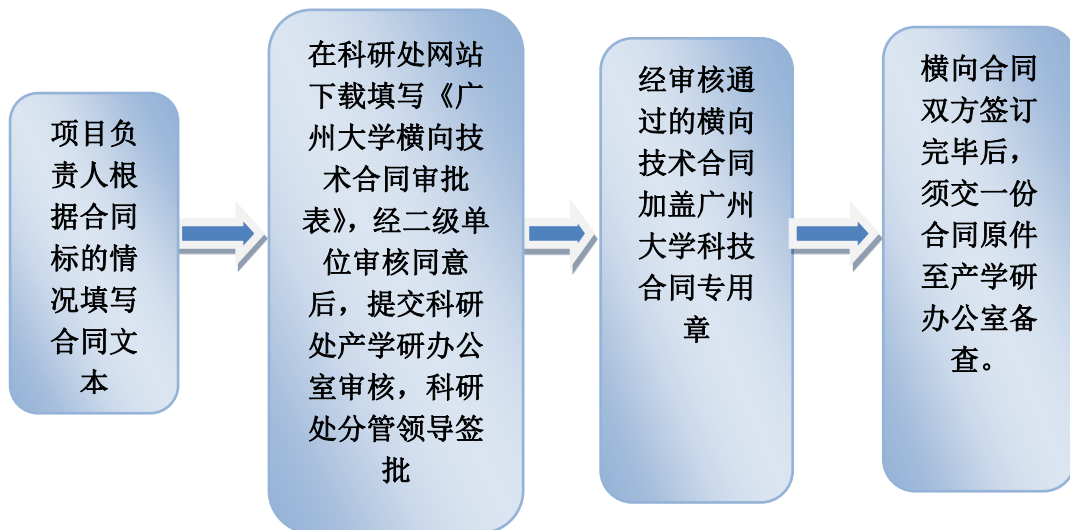 项目负
责人根
据合同
标的情
况填写
合同文
本
在科研处网站
下载填写《广
州大学横向技
术合同审批
表》，经二级单
位审核同意
后，提交科研
处产学研办公
室审核，科研
处分管领导签
批
经审核通
过的横向
技术合同
加盖广州
大学科技
合同专用
章
横向合同
双方签订
完毕后，
须交一份
合同原件
至产学研
办公室备
查。